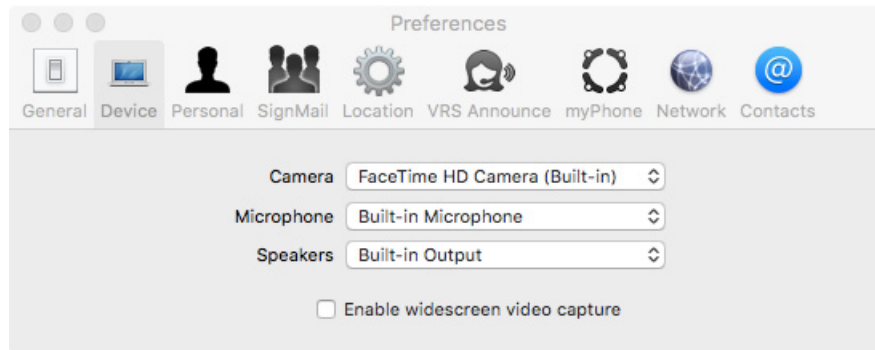 Preferences
General Device Personal SignMail Location VRS Announce myPhone Network Contacts
Camera FaceTime HD Camera (Built-in)
Microphone Built-in Microphone
Speakers Built-in Output
Enable widescreen video capture